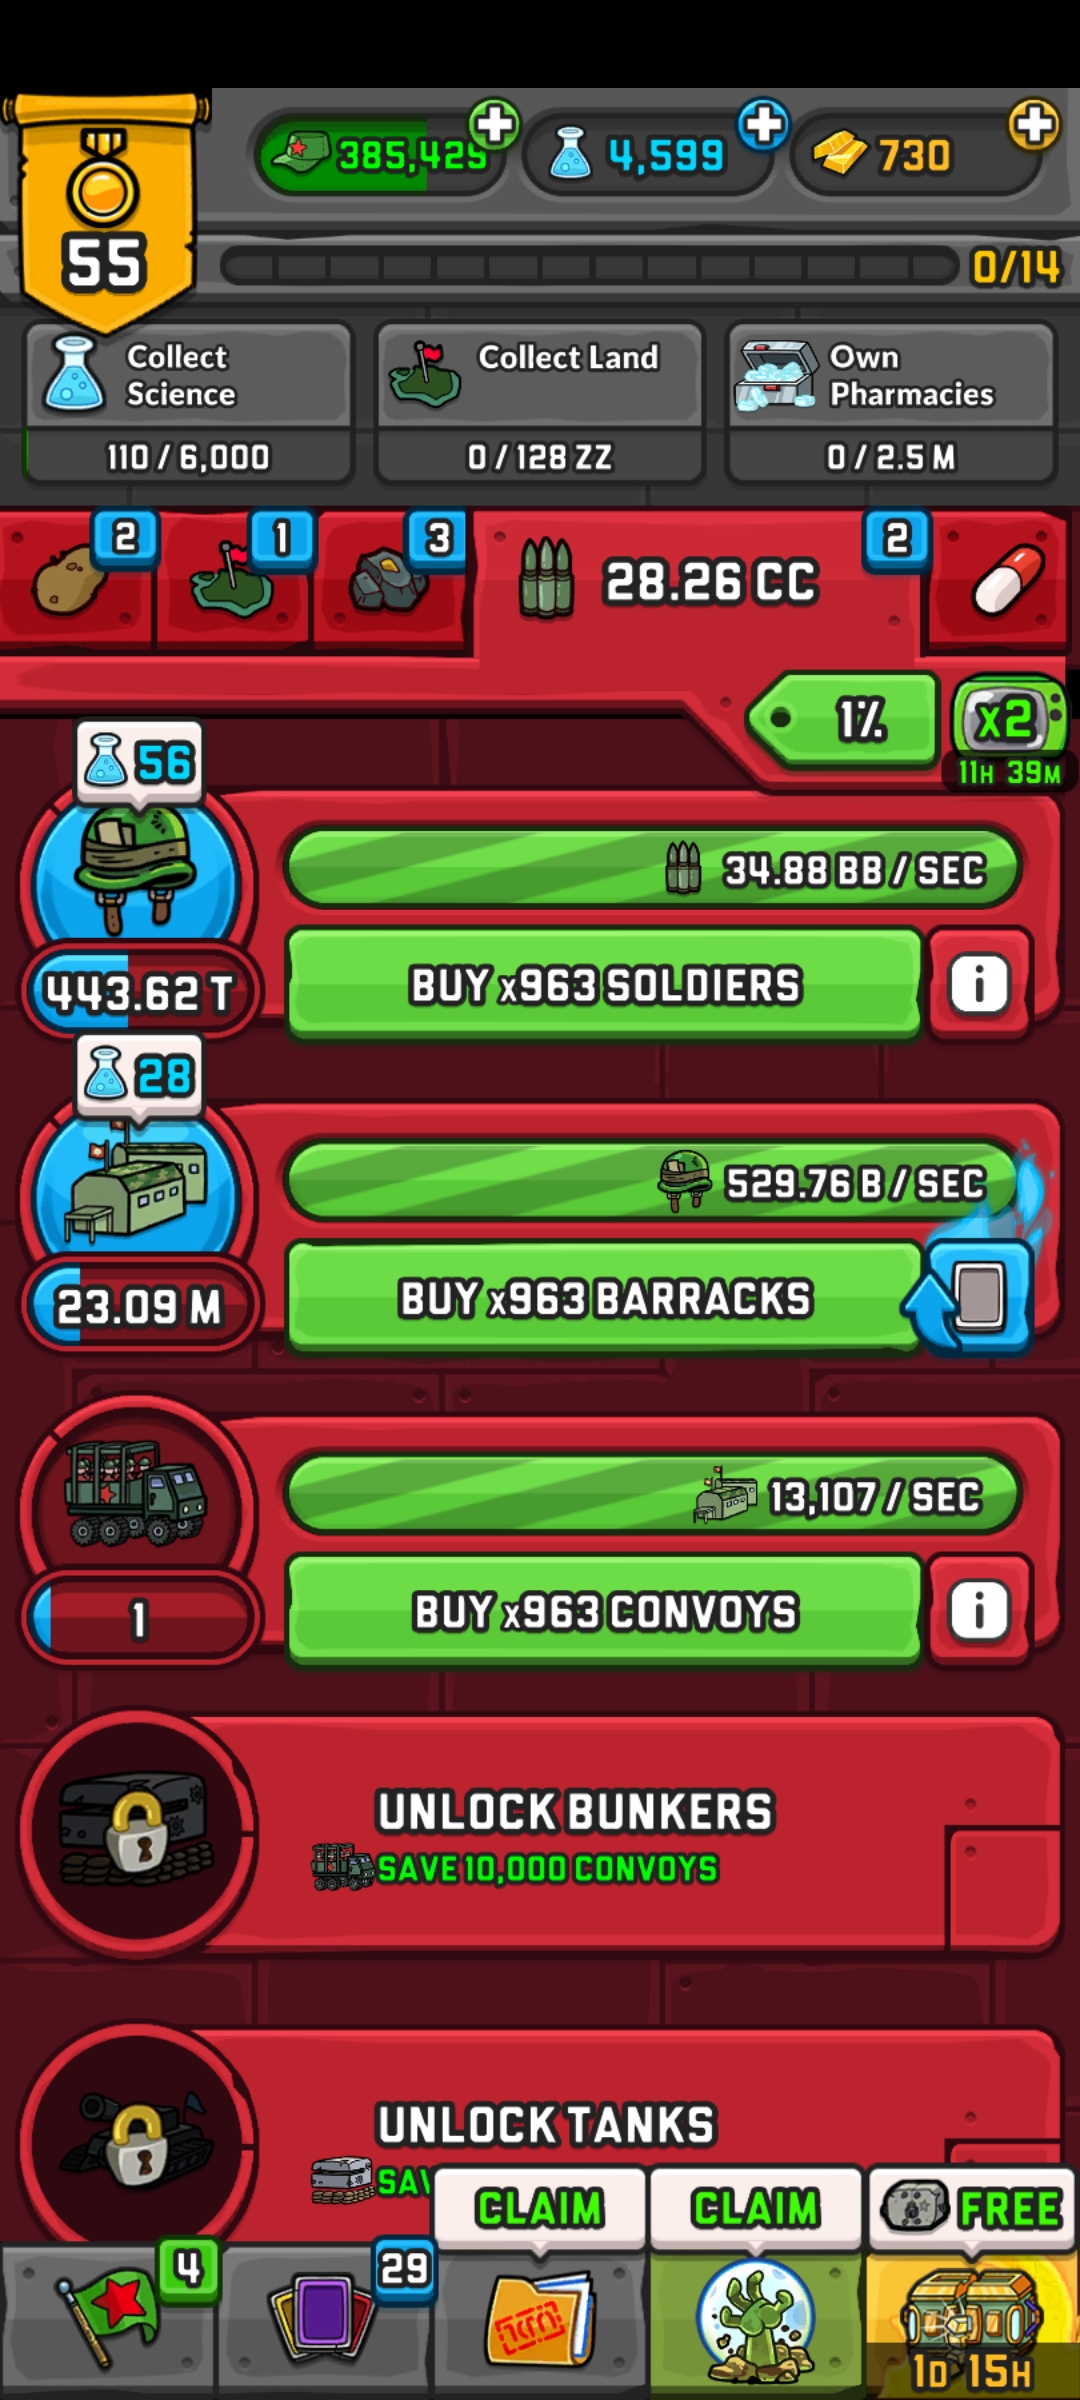 55
385,429
4,599
730
0/14
Collect
Science
110 / 6,000
Collect Land
0 / 128 ZZ
Own
Pharmacies
0 / 2.5 M
2
1
3
28.26 CC
2
1%
x2
11H 39M
56
34.88 BB / SEC
443.62 T
BUY x963 SOLDIERS
i
28
529.76 B / SEC
23.09 M
BUY x963 BARRACKS
13,107 / SEC
1
BUY x963 CONVOYS
i
UNLOCK BUNKERS
SAVE 10,000 CONVOYS
UNLOCK TANKS
CLAIM
CLAIM
FREE
4
29
1D 15H